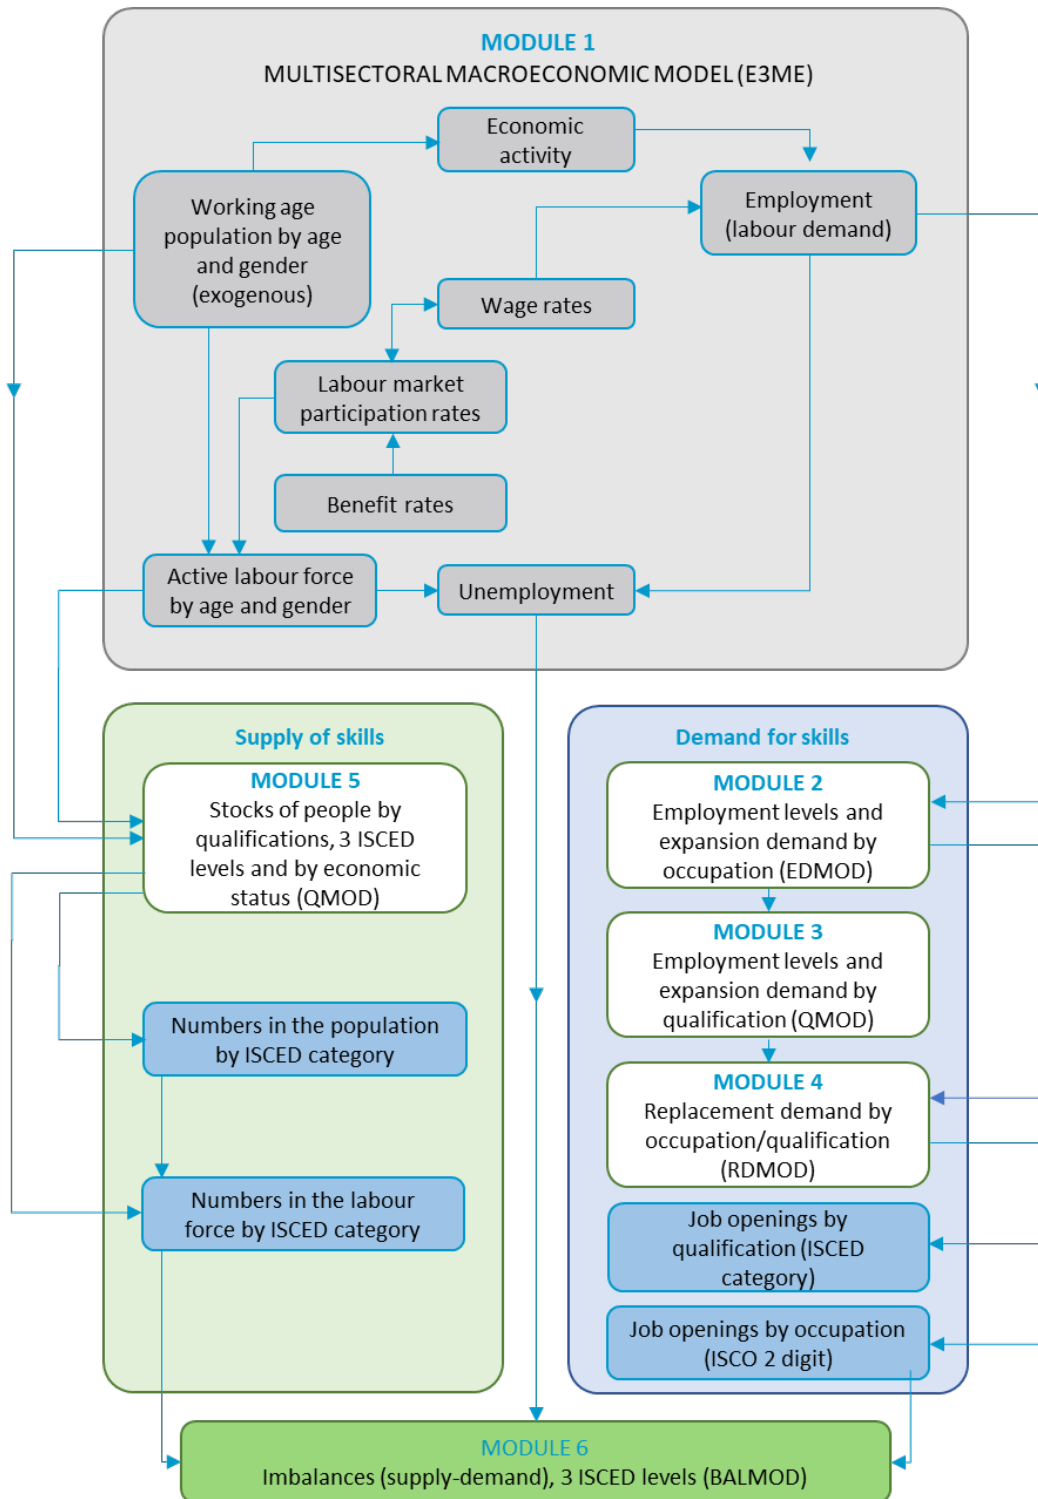 MODULE 1
MULTISECTORAL MACROECONOMIC MODEL (E3ME)
Economic
activity
Working age
population by age
and gender
(exogenous)
Employment
(labour demand)
Wage rates
Labour market
participation rates
Benefit rates
Active labour force
by age and gender
Unemployment
Supply of skills
MODULE 5
Stocks of people by
qualifications, 3 ISCED
levels and by economic
status (QMOD)
Numbers in the population
by ISCED category
Numbers in the labour
force by ISCED category
Demand for skills
MODULE 2
Employment levels and
expansion demand by
occupation (EDMOD)
MODULE 3
Employment levels and
expansion demand by
qualification (QMOD)
MODULE 4
Replacement demand by
occupation/qualification
(RDMOD)
Job openings by
qualification (ISCED
category)
Job openings by occupation
(ISCO 2 digit)
MODULE 6
Imbalances (supply-demand), 3 ISCED levels (BALMOD)